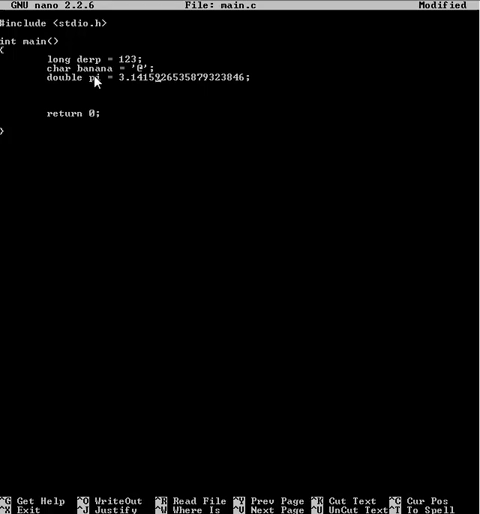 GNU nano 2.2.6 File: main.c Modified
#include <stdio.h>
int main()
{
long derp = 123;
char banana = '@';
double pi = 3.14159265358979323846;
return 0;
}
^G Get Help ^O WriteOut ^R Read File ^Y Prev Page ^K Cut Text ^C Cur Pos
^X Exit ^J Justify ^W Where Is ^V Next Page ^U UnCut Text ^T To Spell